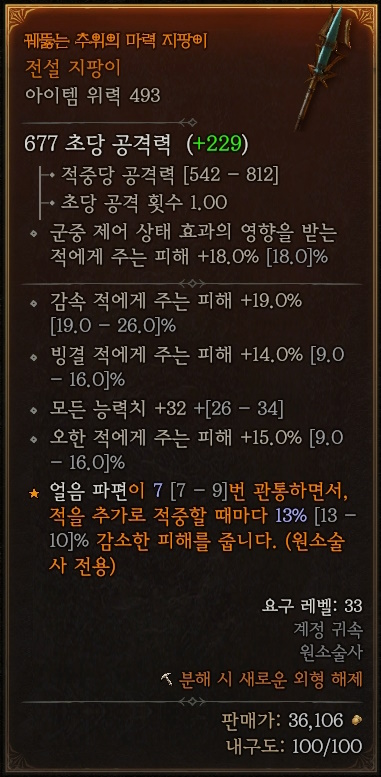 꿰뚫는 추위의 마력 지팡이
전설 지팡이
아이템 위력 493
677 초당 공격력 (+229)
적중당 공격력 [542 – 812]
초당 공격 횟수 1.00
군중 제어 상태 효과의 영향을 받는
적에게 주는 피해 +18.0% [18.0]%
감속 적에게 주는 피해 +19.0%
[19.0 – 26.0]%
빙결 적에게 주는 피해 +14.0% [9.0
– 16.0]%
모든 능력치 +32 +[26 – 34]
오한 적에게 주는 피해 +15.0% [9.0
– 16.0]%
얼음 파편이 7 [7 – 9]번 관통하면서,
적을 추가로 적중할 때마다 13% [13 –
10]% 감소한 피해를 줍니다. (원소술
사 전용)
요구 레벨: 33
계정 귀속
원소술사
분해 시 새로운 외형 해제
판매가: 36,106
내구도: 100/100